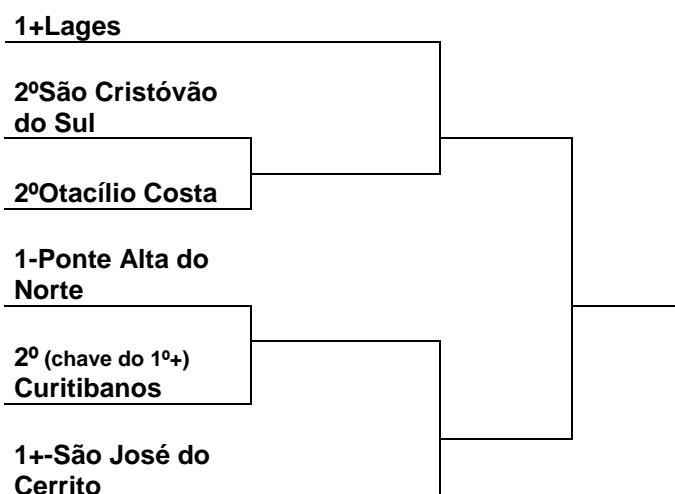 1+Lages
2ºSão Cristóvão
do Sul
2ºOtacílio Costa
1-Ponte Alta do
Norte
2º (chave do 1º+)
Curitibanos
1+-São José do
Cerrito